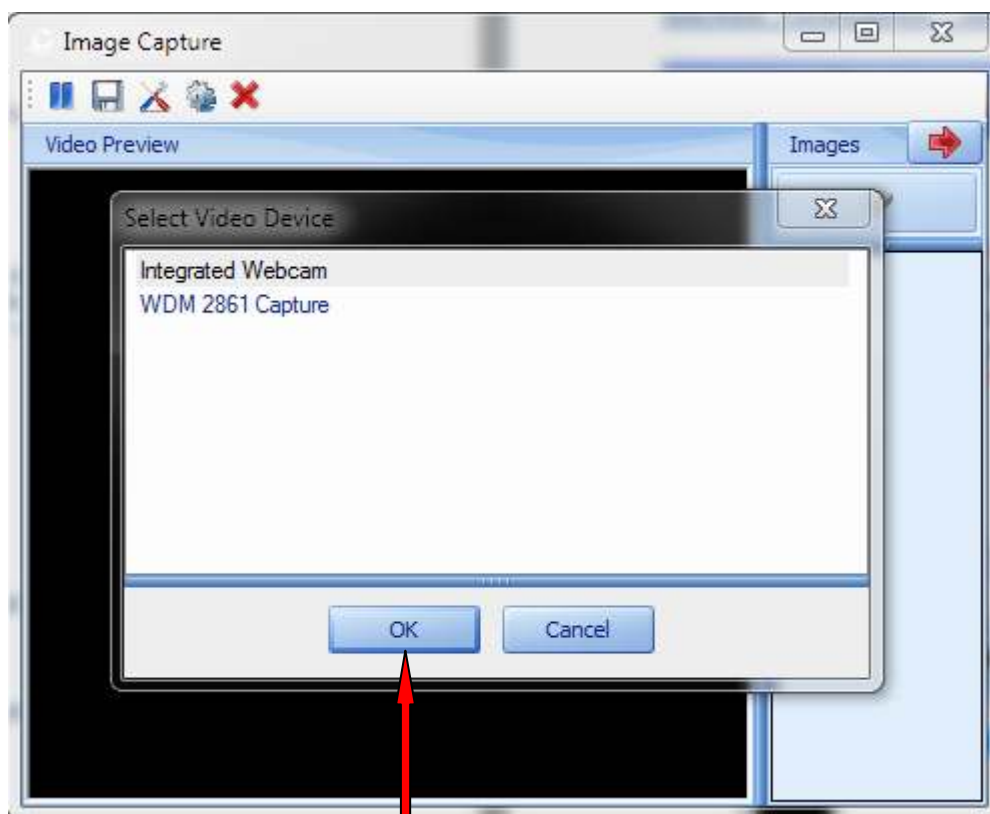 Image Capture
Video Preview
Images
Select Video Device
Integrated Webcam
WDM 2861 Capture
OK
Cancel